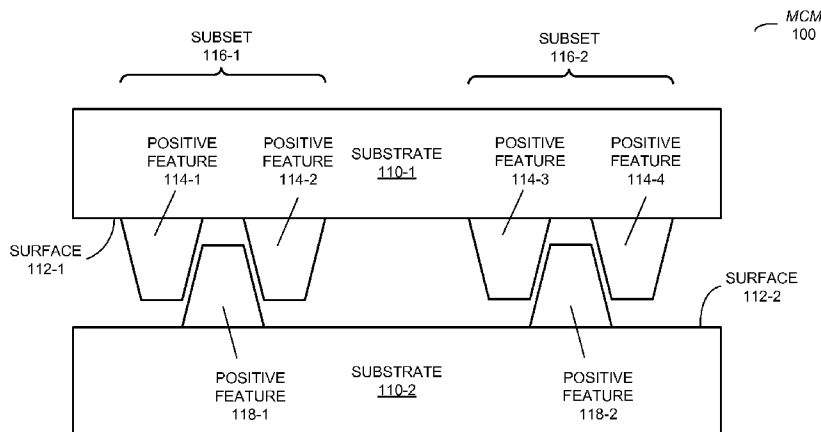 MCM
100
SUBSET
116-1
SUBSET
116-2
POSITIVE
FEATURE
114-1
POSITIVE
FEATURE
114-2
SUBSTRATE
110-1
POSITIVE
FEATURE
114-3
POSITIVE
FEATURE
114-4
SURFACE
112-1
SURFACE
112-2
POSITIVE
FEATURE
118-1
SUBSTRATE
110-2
POSITIVE
FEATURE
118-2